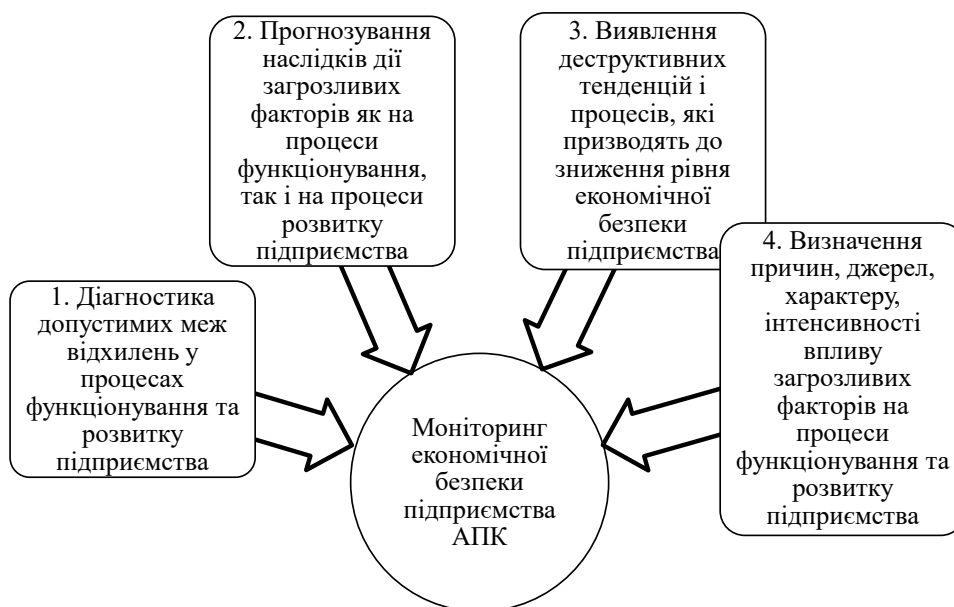 1. Діагностика
допустимих меж
відхилень у
процесах
функціонування та
розвитку
підприємства
2. Прогнозування
наслідків дії
загрозливих
факторів як на
процеси
функціонування,
так і на процеси
розвитку
підприємства
3. Виявлення
деструктивних
тенденцій і
процесів, які
призводять до
зниження рівня
економічної
безпеки
підприємства
4. Визначення
причин, джерел,
характеру,
інтенсивності
впливу
загрозливих
факторів на
процеси
функціонування та
розвитку
підприємства
Моніторинг
економічної
безпеки
підприємства
АПК